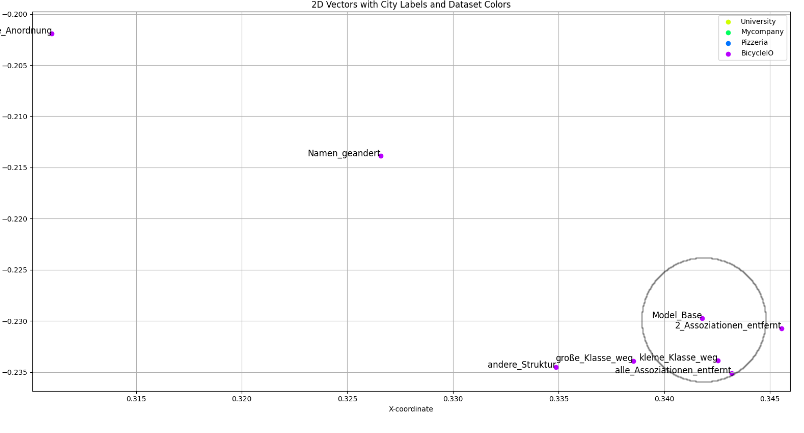 2D Vectors with City Labels and Dataset Colors
−0.200
e_Anordnung
University
Mycompany
Pizzeria
BicycleIO
−0.205
−0.210
−0.215
Namen_geandert
−0.220
−0.225
−0.230
Model_Base
2_Assoziationen_entfernt
−0.235
andere_Struktur
große_Klasse_weg
kleine_Klasse_weg
alle_Assoziationen_entfernt
0.315
0.320
0.325
0.330
0.335
0.340
0.345
X-coordinate